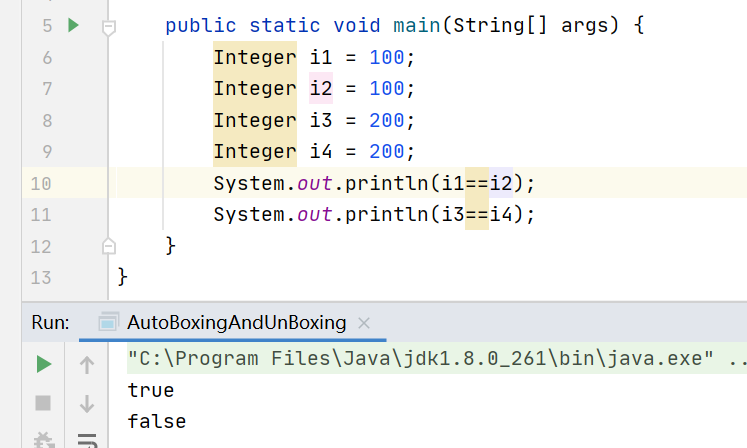 5 public static void main(String[] args) {
6 Integer i1 = 100;
7 Integer i2 = 100;
8 Integer i3 = 200;
9 Integer i4 = 200;
10 System.out.println(i1==i2);
11 System.out.println(i3==i4);
12 }
13 }
Run: AutoBoxingAndUnBoxing ×
"C:\Program Files\Java\jdk1.8.0_261\bin\java.exe" ..
true
false